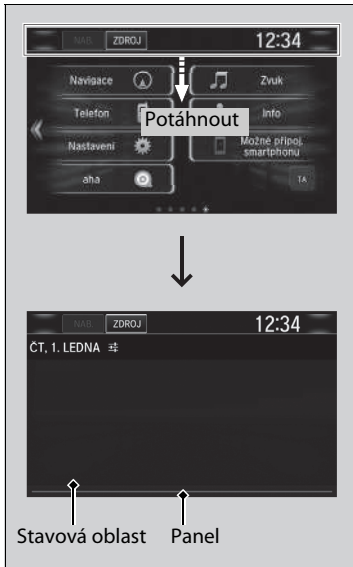 NAB. ZDROJ 12:34
Navigace Zvuk
Telefon Info
Potáhnout
Nastavení Možné připoj.
smartphonu
aha TA
NAB. ZDROJ 12:34
ČT, 1. LEDNA
Stavová oblast Panel